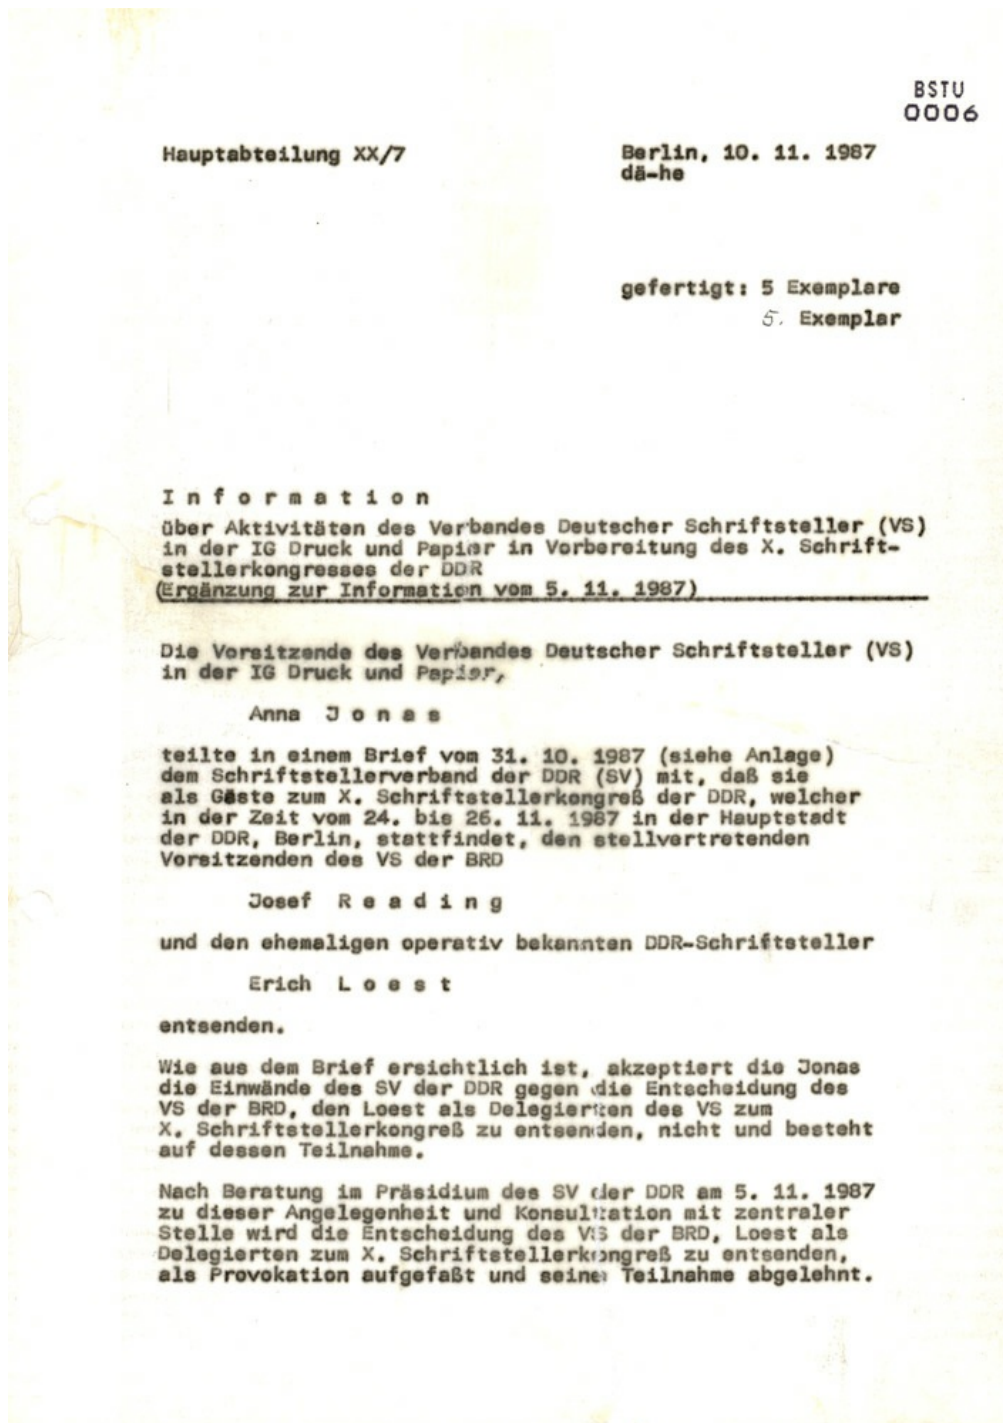 BSTU
0006
Hauptabteilung XX/7
Berlin, 10. 11. 1987
dä-he
gefertigt: 5 Exemplare
5. Exemplar
I n f o r m a t i o n
über Aktivitäten des Verbandes Deutscher Schriftsteller (VS)
in der IG Druck und Papier in Vorbereitung des X. Schrift-
stellerkongresses der DDR
(Ergänzung zur Information vom 5. 11. 1987)
Die Vorsitzende des Verbandes Deutscher Schriftsteller (VS)
in der IG Druck und Papier,
Anna J o n a s
teilte in einem Brief vom 31. 10. 1987 (siehe Anlage)
dem Schriftstellerverband der DDR (SV) mit, daß sie
als Gäste zum X. Schriftstellerkongreß der DDR, welcher
in der Zeit vom 24. bis 26. 11. 1987 in der Hauptstadt
der DDR, Berlin, stattfindet, den stellvertretenden
Vorsitzenden des VS der BRD
Josef R e a d i n g
und den ehemaligen operativ bekannten DDR-Schriftsteller
Erich L o e s t
entsenden.
Wie aus dem Brief ersichtlich ist, akzeptiert die Jonas
die Einwände des SV der DDR gegen die Entscheidung des
VS der BRD, den Loest als Delegierten des VS zum
X. Schriftstellerkongreß zu entsenden, nicht und besteht
auf dessen Teilnahme.
Nach Beratung im Präsidium des SV der DDR am 5. 11. 1987
zu dieser Angelegenheit und Konsultation mit zentraler
Stelle wird die Entscheidung des VS der BRD, Loest als
Delegierten zum X. Schriftstellerkongreß zu entsenden,
als Provokation aufgefaßt und seine Teilnahme abgelehnt.